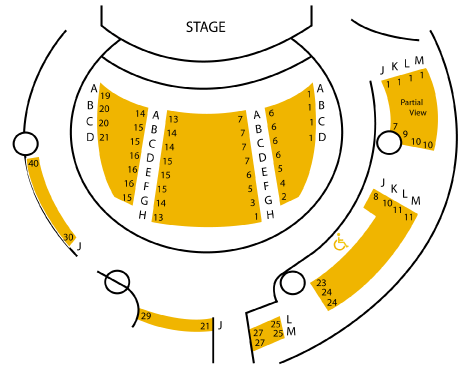 STAGE
J K L M
1 1 1 1
Partial
View
7 9 10 10
A 19
B 20
C 20
D 21
14 A 13
15 B 14
15 C 14
15 D 15
16 E 15
16 F 15
15 G 14
H 13
7 A 6
7 B 6
7 C 6
7 D 6
6 E 5
5 F 4
3 G 2
1 H
1 A
1 B
1 C
1 D
J K L M
8 10 11 11
23
24
24
40
30 J
29 21 J
27 25 L
27 25 M